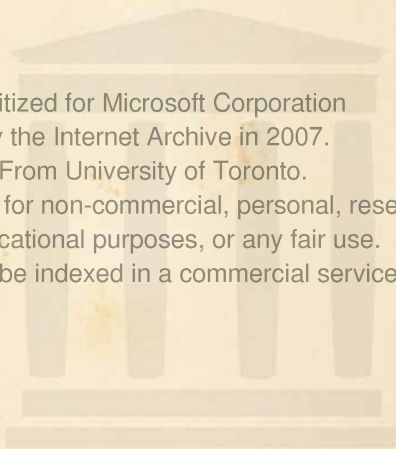 itized for Microsoft Corporation
the Internet Archive in 2007.
From University of Toronto.
for non-commercial, personal, rese
cational purposes, or any fair use.
be indexed in a commercial service